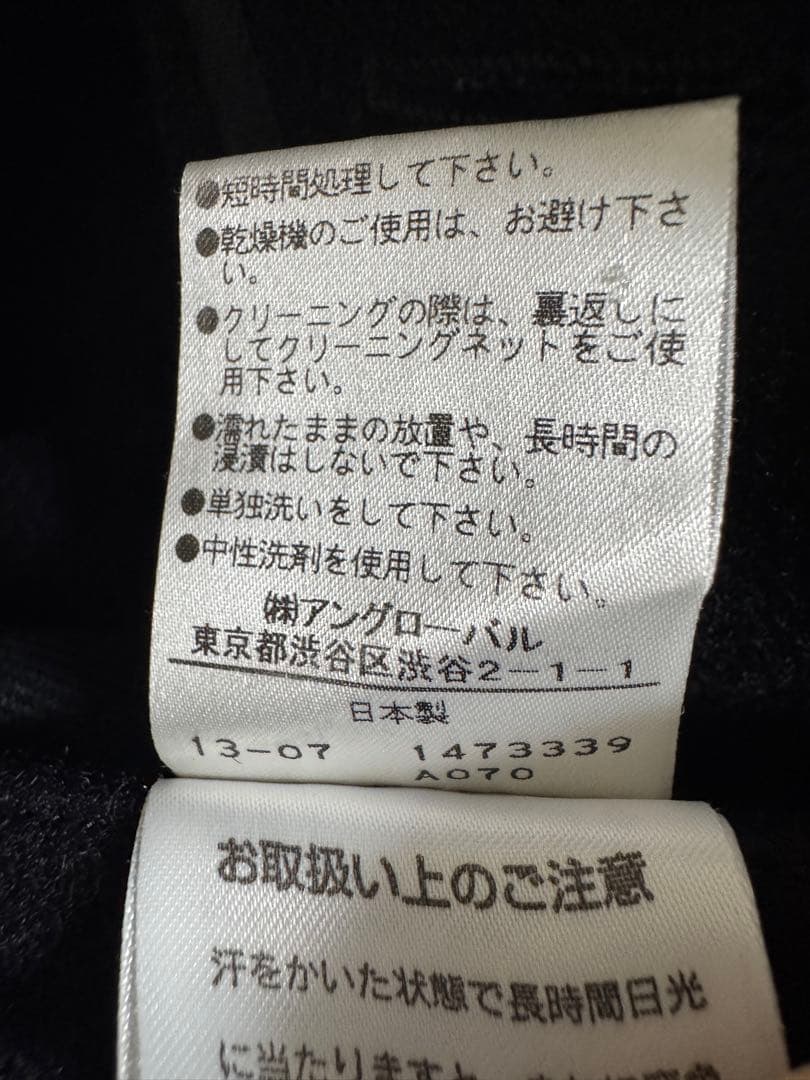 ●短時間処理して下さい。
●乾燥機のご使用は、お避け下さ
い。
●クリーニングの際は、裏返しに
してクリーニングネットをご使
用下さい。
●濡れたままの放置や、長時間の
浸漬はしないで下さい。
●単独洗いをして下さい。
●中性洗剤を使用して下さい。
㈱アングローバル
東京都渋谷区渋谷2-1-1
日本製
13-07 1473339
A070
お取扱い上のご注意
汗をかいた状態で長時間日光
に当たりますと、